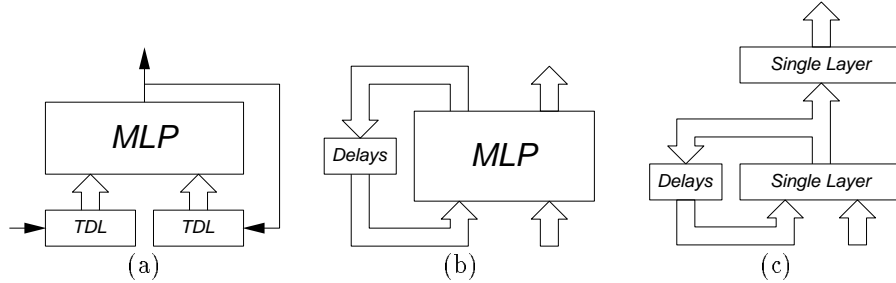 MLP
TDL
TDL
(a)
Delays
MLP
(b)
Single Layer
Delays
Single Layer
(c)